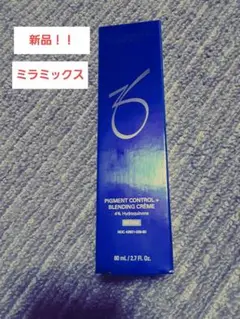 新品！！
ミラミックス
PIGMENT CONTROL +
BLENDING CRÈME
4% Hydroquinone
80 mL / 2.7 Fl. Oz.